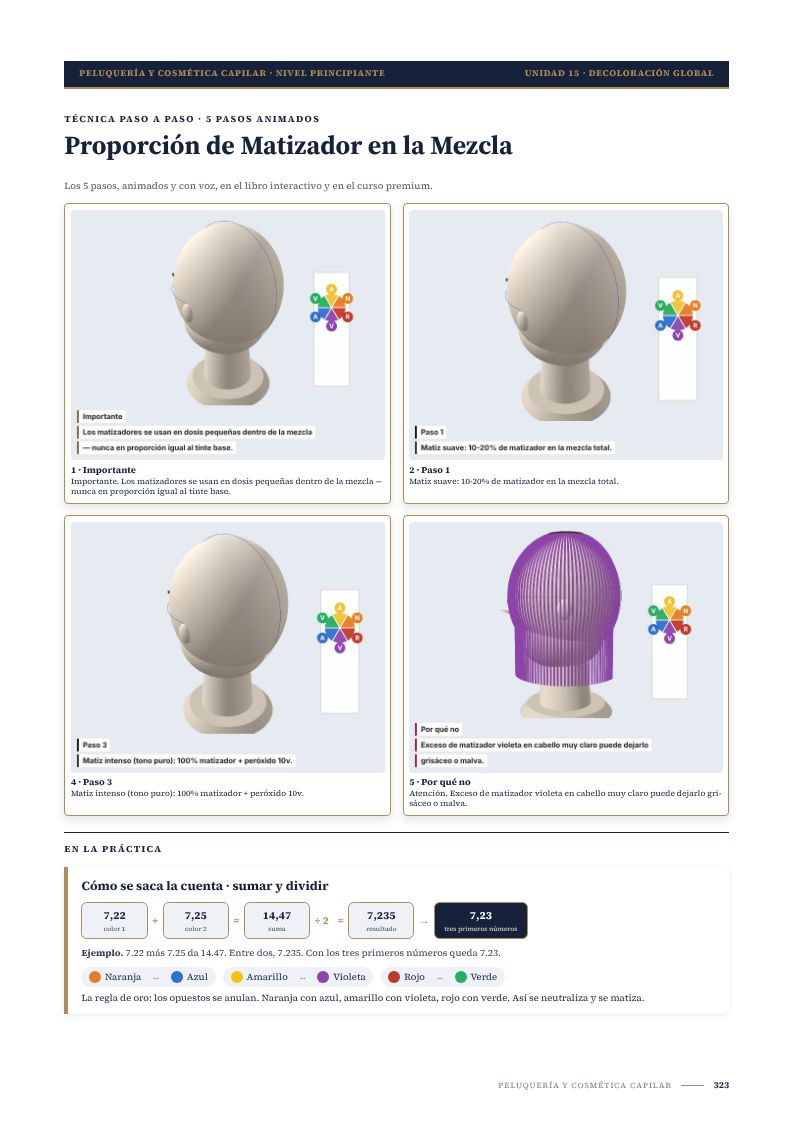 PELUQUERÍA Y COSMÉTICA CAPILAR · NIVEL PRINCIPIANTE
UNIDAD 15 · DECOLORACIÓN GLOBAL
TÉCNICA PASO A PASO · 5 PASOS ANIMADOS
Proporción de Matizador en la Mezcla
Los 5 pasos, animados y con voz, en el libro interactivo y en el curso premium.
A
V N
A R
V
Importante
Los matizadores se usan en dosis pequeñas dentro de la mezcla
— nunca en proporción igual al tinte base.
1 · Importante
Importante. Los matizadores se usan en dosis pequeñas dentro de la mezcla —
nunca en proporción igual al tinte base.
A
V N
A R
V
Paso 1
Matiz suave: 10-20% de matizador en la mezcla total.
2 · Paso 1
Matiz suave: 10-20% de matizador en la mezcla total.
A
V N
A R
V
Paso 3
Matiz intenso (tono puro): 100% matizador + peróxido 10v.
4 · Paso 3
Matiz intenso (tono puro): 100% matizador + peróxido 10v.
A
V N
A R
V
Por qué no
Exceso de matizador violeta en cabello muy claro puede dejarlo
grisáceo o malva.
5 · Por qué no
Atención. Exceso de matizador violeta en cabello muy claro puede dejarlo gri-
sáceo o malva.
EN LA PRÁCTICA
Cómo se saca la cuenta · sumar y dividir
7,22 + 7,25 = 14,47 ÷ 2 = 7,235 → 7,23
color 1 color 2 suma resultado tres primeros números
Ejemplo. 7.22 más 7.25 da 14.47. Entre dos, 7.235. Con los tres primeros números queda 7.23.
Naranja ↔ Azul Amarillo ↔ Violeta Rojo ↔ Verde
La regla de oro: los opuestos se anulan. Naranja con azul, amarillo con violeta, rojo con verde. Así se neutraliza y se matiza.
PELUQUERÍA Y COSMÉTICA CAPILAR 323